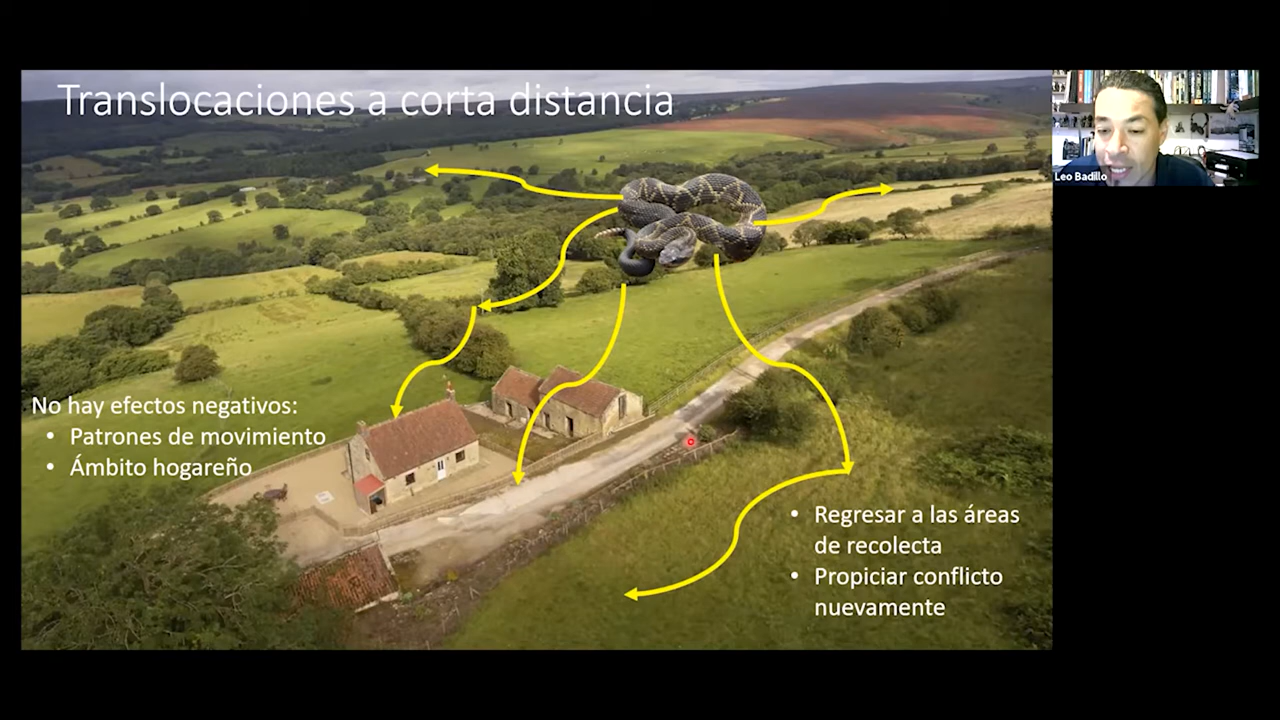 Translocaciones a corta distancia
Leo Badillo
No hay efectos negativos:
• Patrones de movimiento
• Ámbito hogareño
• Regresar a las áreas
de recolecta
• Propiciar conflicto
nuevamente